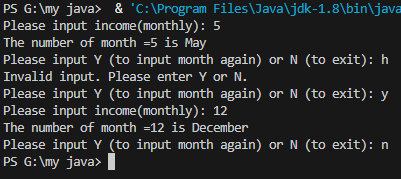 PS G:\my java>  & 'C:\Program Files\Java\jdk-1.8\bin\java
Please input income(monthly): 5
The number of month =5 is May
Please input Y (to input month again) or N (to exit): h
Invalid input. Please enter Y or N.
Please input Y (to input month again) or N (to exit): y
Please input income(monthly): 12
The number of month =12 is December
Please input Y (to input month again) or N (to exit): n
PS G:\my java>